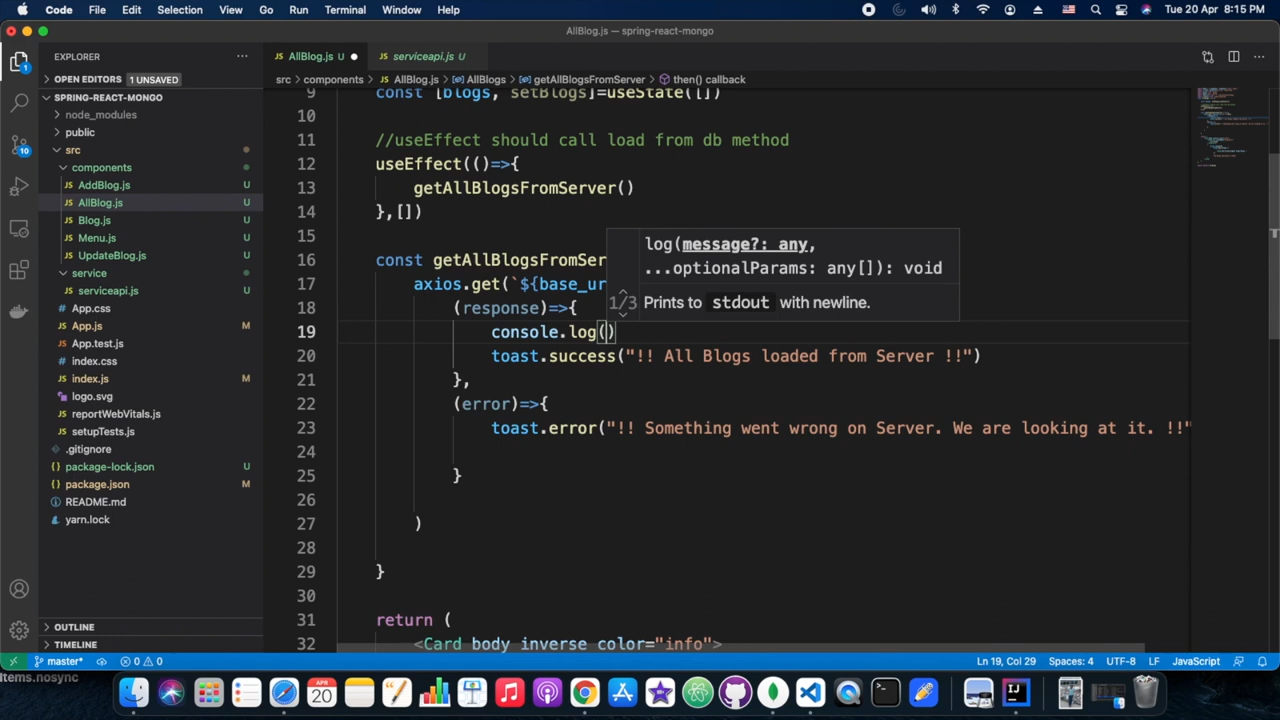 Code File Edit Selection View Go Run Terminal Window Help Tue 20 Apr 8:15 PM
AllBlog.js — spring-react-mongo
EXPLORER
AllBlog.js U
serviceapi.js U
OPEN EDITORS 1 UNSAVED
src components AllBlog.js AllBlogs getAllBlogsFromServer then() callback
SPRING-REACT-MONGO
node_modules
public
src
components
AddBlog.js U
AllBlog.js U
Blog.js U
Menu.js U
UpdateBlog.js U
service
serviceapi.js U
App.css
App.js M
App.test.js
index.css
index.js M
logo.svg
reportWebVitals.js
setupTests.js
.gitignore
package-lock.json U
package.json M
README.md
yarn.lock
OUTLINE
TIMELINE
1
10
9 const [blogs, setBlogs]=useState([])
10
11 //useEffect should call load from db method
12 useEffect(()=>{
13 getAllBlogsFromServer()
14 },[])
15
16 const getAllBlogsFromSer
17 axios.get(`${base_ur
18 (response)=>{
19 console.log()
20 toast.success("!! All Blogs loaded from Server !!")
21 },
22 (error)=>{
23 toast.error("!! Something went wrong on Server. We are looking at it. !!"
24
25 }
26
27 )
28
29 }
30
31 return (
32 <Card body inverse color="info">
log(message?: any,
...optionalParams: any[]): void
1/3 Prints to stdout with newline.
master* 0 0 Ln 19, Col 29 Spaces: 4 UTF-8 LF JavaScript
Items.nosync
APR
20